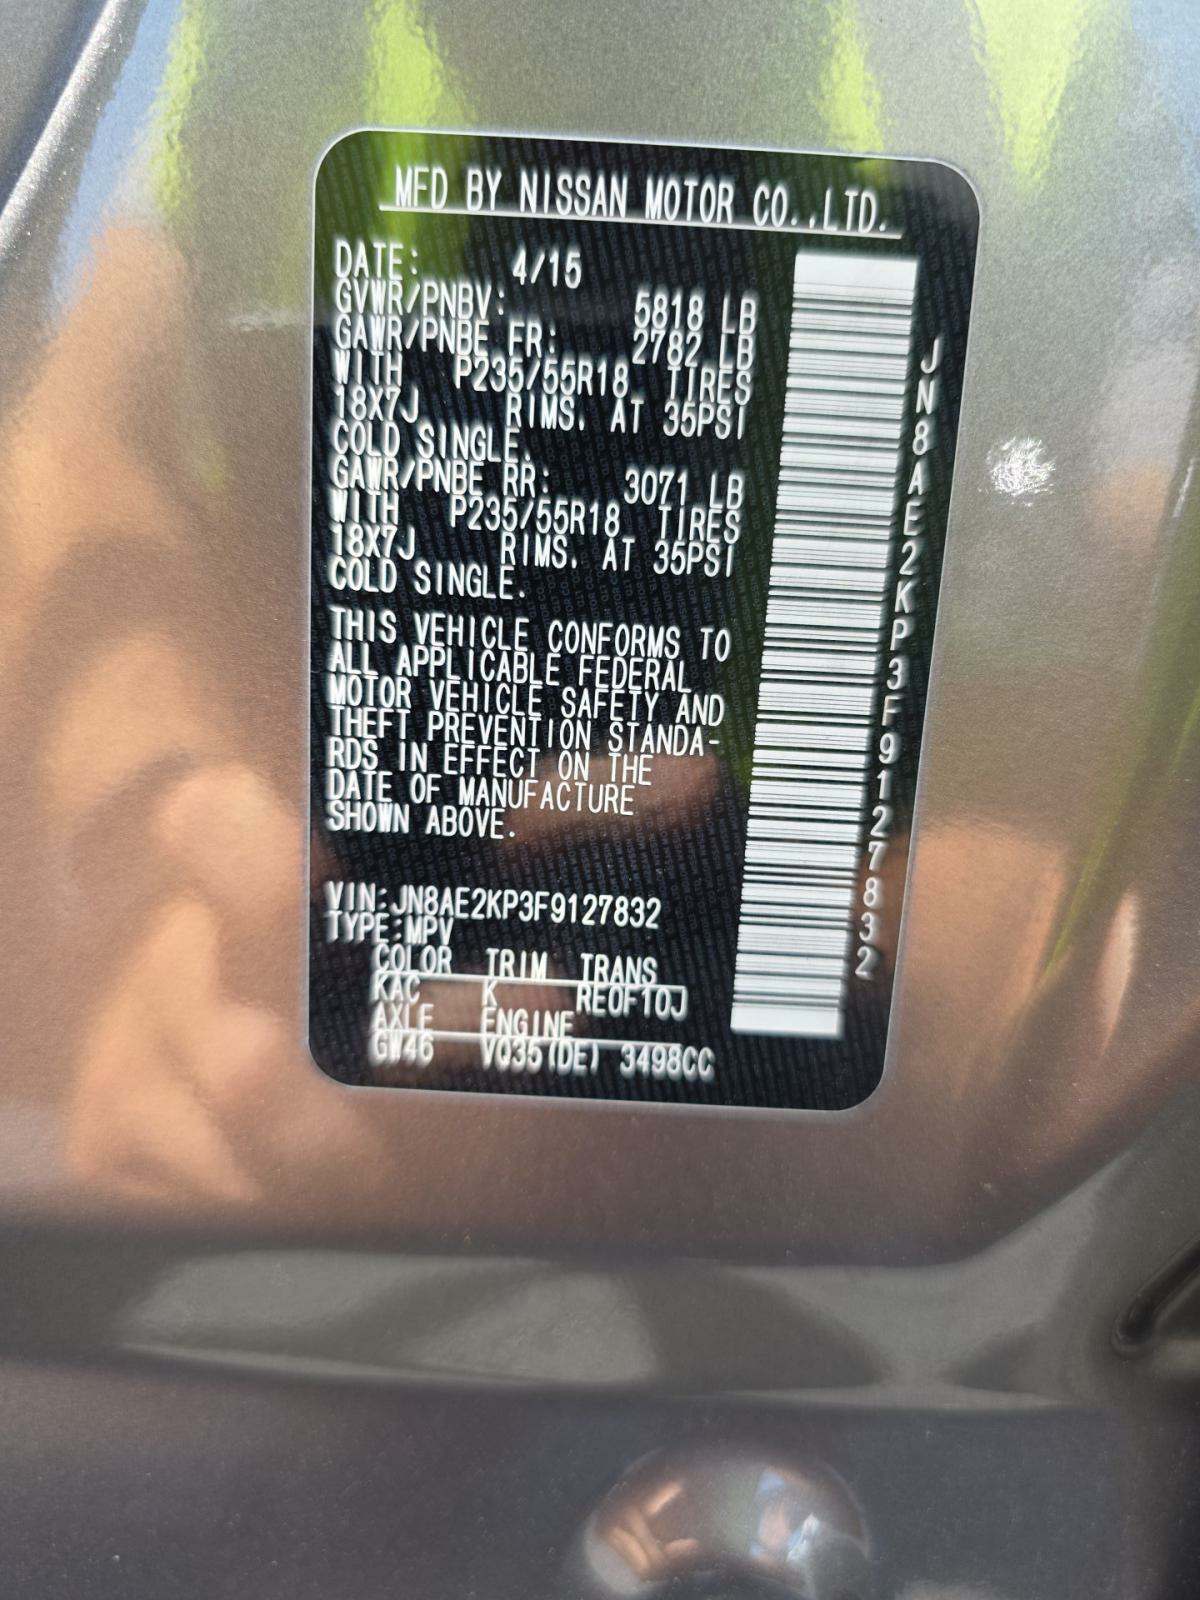 MFD BY NISSAN MOTOR CO.,LTD.
DATE: 4/15
GVWR/PNBV: 5818 LB
GAWR/PNBE FR: 2782 LB
WITH P235/55R18 TIRES
18X7J RIMS. AT 35PSI
COLD SINGLE.
GAWR/PNBE RR: 3071 LB
WITH P235/55R18 TIRES
18X7J RIMS. AT 35PSI
COLD SINGLE.
THIS VEHICLE CONFORMS TO
ALL APPLICABLE FEDERAL
MOTOR VEHICLE SAFETY AND
THEFT PREVENTION STANDA-
RDS IN EFFECT ON THE
DATE OF MANUFACTURE
SHOWN ABOVE.
VIN:JN8AE2KP3F9127832
TYPE:MPV
COLOR TRIM TRANS
KAC K RE0F10J
AXLE ENGINE
GW46 VQ35(DE) 3498CC
JN8AE2KP3F9127832